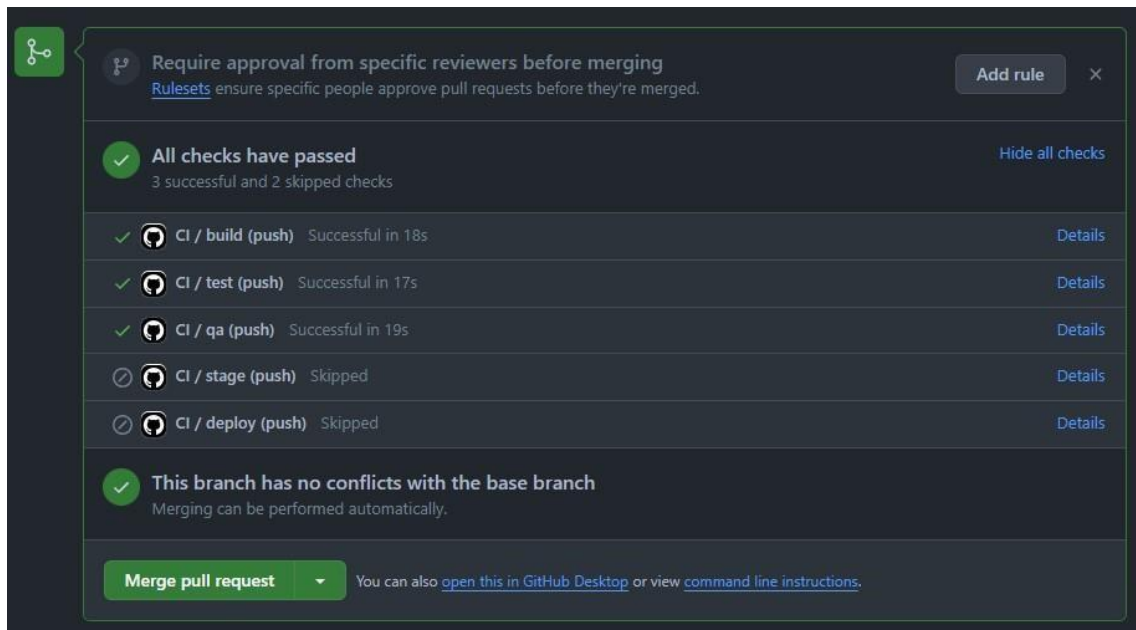 Require approval from specific reviewers before merging
Rulesets ensure specific people approve pull requests before they're merged.
Add rule
All checks have passed
3 successful and 2 skipped checks
Hide all checks
CI / build (push) Successful in 18s Details
CI / test (push) Successful in 17s Details
CI / qa (push) Successful in 19s Details
CI / stage (push) Skipped Details
CI / deploy (push) Skipped Details
This branch has no conflicts with the base branch
Merging can be performed automatically.
Merge pull request You can also open this in GitHub Desktop or view command line instructions.